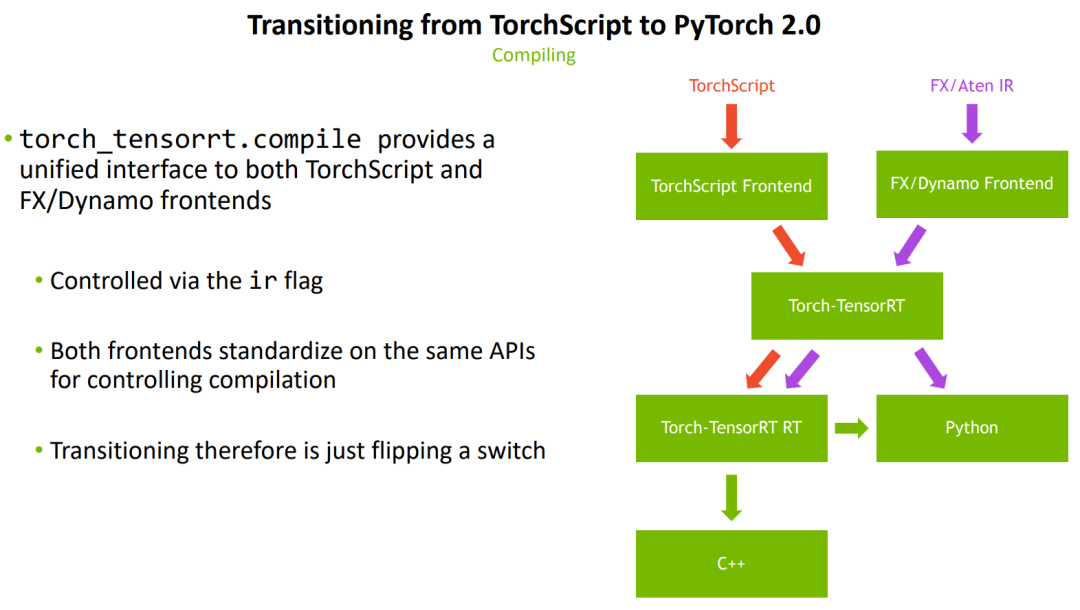 Transitioning from TorchScript to PyTorch 2.0
Compiling
• torch_tensorrt.compile provides a
unified interface to both TorchScript and
FX/Dynamo frontends
• Controlled via the ir flag
• Both frontends standardize on the same APIs
for controlling compilation
• Transitioning therefore is just flipping a switch
TorchScript
FX/Aten IR
TorchScript Frontend
FX/Dynamo Frontend
Torch-TensorRT
Torch-TensorRT RT
Python
C++